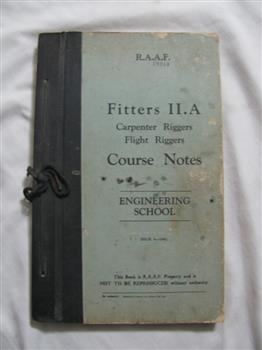 R.A.A.F.
Fitters II.A
Carpenter Riggers
Flight Riggers
Course Notes
ENGINEERING
SCHOOL
This Book is R.A.A.F. Property and is
NOT TO BE REPRODUCED without authority